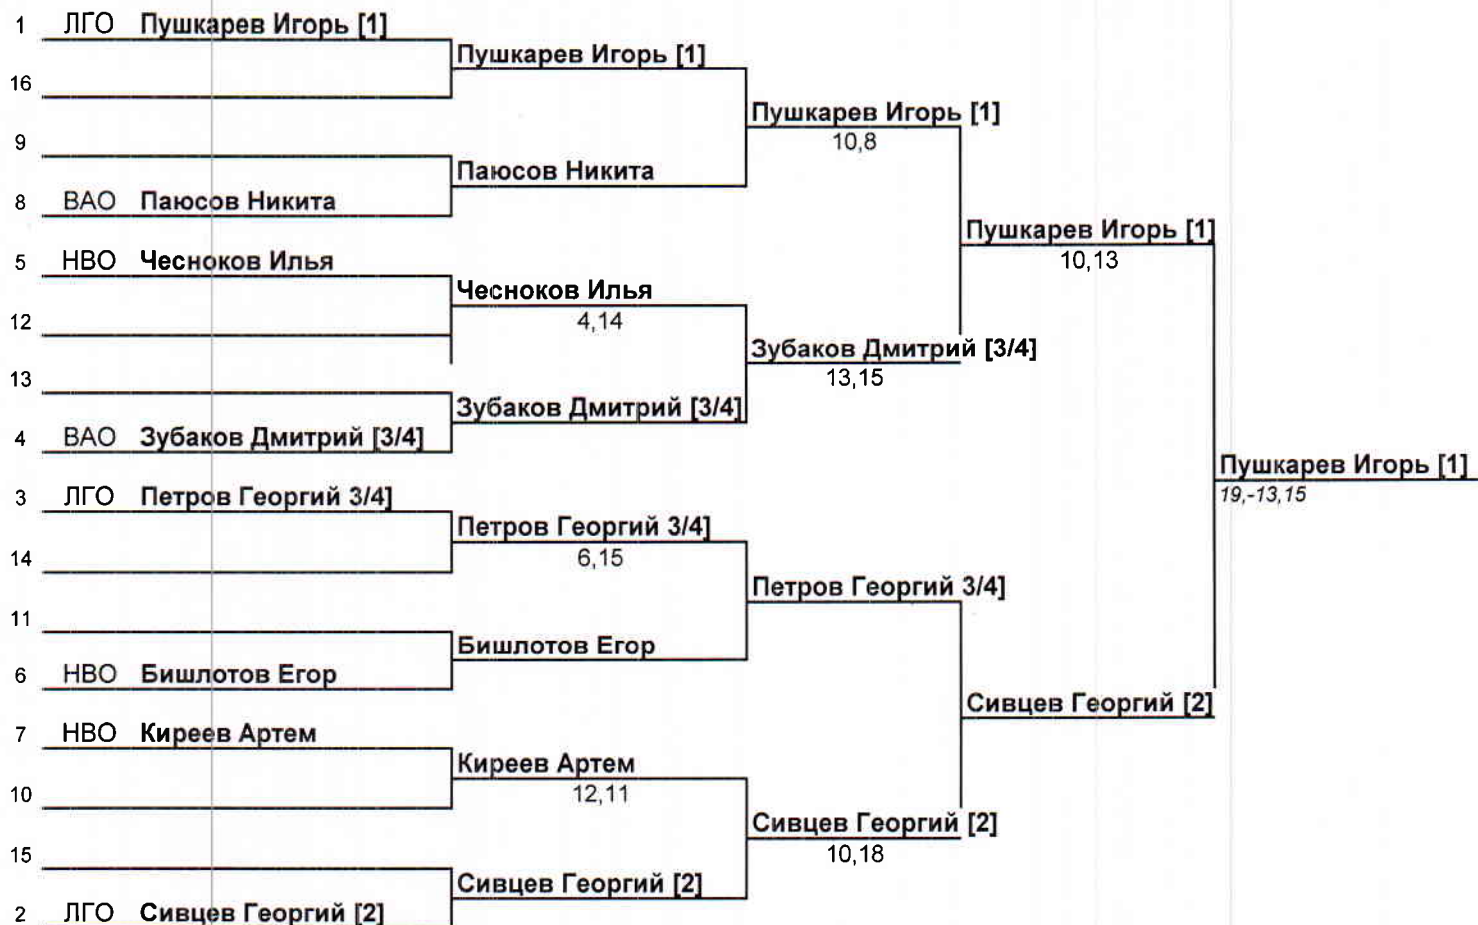 1 ЛГО Пушкарев Игорь [1]
Пушкарев Игорь [1]
16
Пушкарев Игорь [1]
10,8
9
Паюсов Никита
8 ВАО Паюсов Никита
Пушкарев Игорь [1]
10,13
5 НВО Чесноков Илья
Чесноков Илья
4,14
12
Зубаков Дмитрий [3/4]
13,15
13
Зубаков Дмитрий [3/4]
4 ВАО Зубаков Дмитрий [3/4]
Пушкарев Игорь [1]
19,-13,15
3 ЛГО Петров Георгий 3/4]
Петров Георгий 3/4]
6,15
14
Петров Георгий 3/4]
11
Бишлотов Егор
6 НВО Бишлотов Егор
Сивцев Георгий [2]
7 НВО Киреев Артем
Киреев Артем
12,11
10
Сивцев Георгий [2]
10,18
15
Сивцев Георгий [2]
2 ЛГО Сивцев Георгий [2]